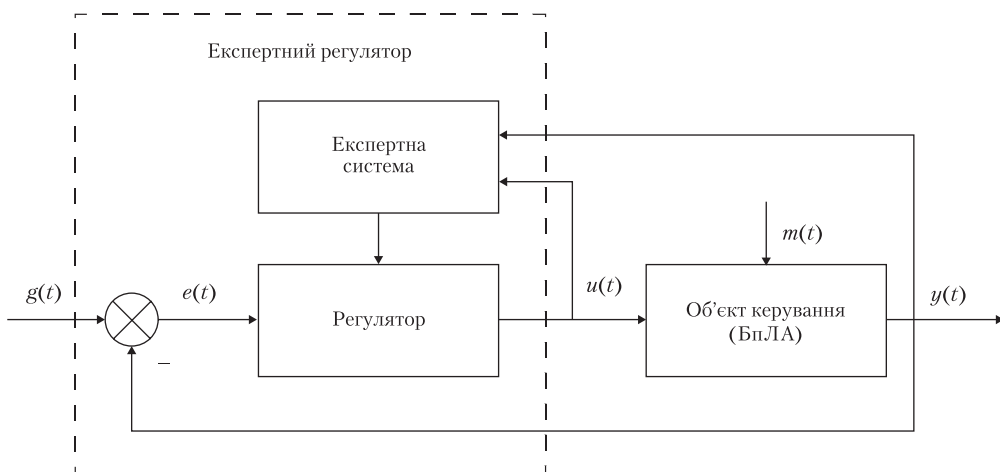 Експертний регулятор
Експертна
система
m(t)
g(t)
e(t)
u(t)
y(t)
Регулятор
Об'єкт керування
(БпЛА)
–